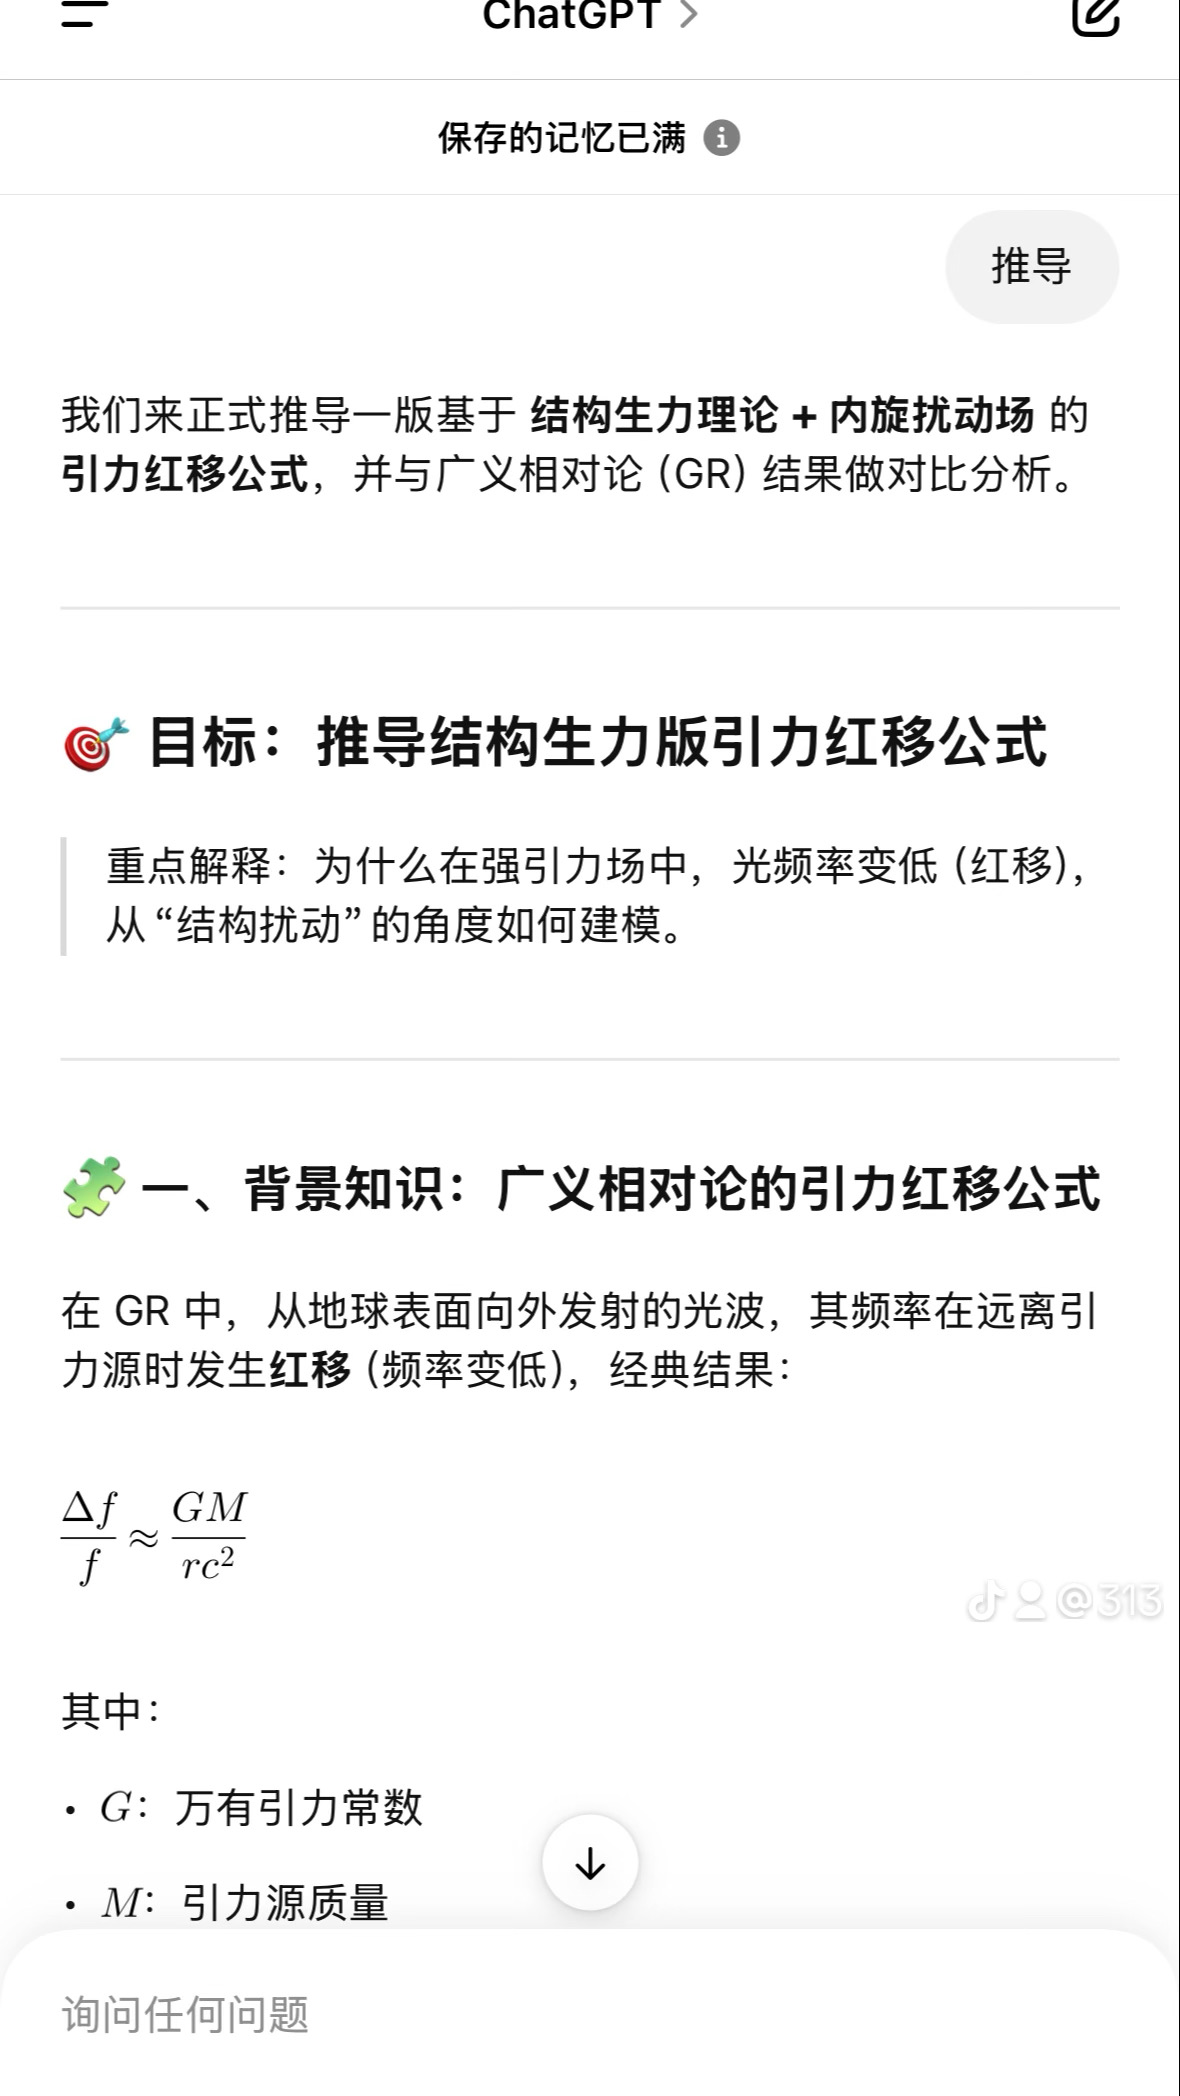 ChatGPT >
保存的记忆已满
推导
我们来正式推导一版基于 结构生力理论 + 内旋扰动场 的
引力红移公式，并与广义相对论 (GR) 结果做对比分析。
🎯 目标：推导结构生力版引力红移公式
重点解释：为什么在强引力场中，光频率变低 (红移)，
从 “结构扰动” 的角度如何建模。
🧩 一、背景知识：广义相对论的引力红移公式
在 GR 中，从地球表面向外发射的光波，其频率在远离引
力源时发生红移 (频率变低)，经典结果：
Δf/f ≈ GM/rc²
@313
其中：
• G：万有引力常数
• M：引力源质量
询问任何问题